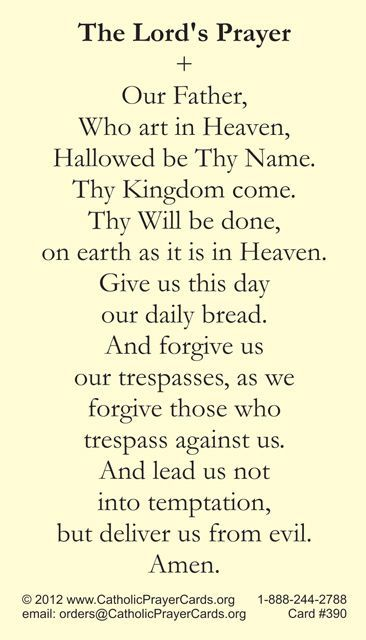 The Lord's Prayer
+
Our Father,
Who art in Heaven,
Hallowed be Thy Name.
Thy Kingdom come.
Thy Will be done,
on earth as it is in Heaven.
Give us this day
our daily bread.
And forgive us
our trespasses, as we
forgive those who
trespass against us.
And lead us not
into temptation,
but deliver us from evil.
Amen.
© 2012 www.CatholicPrayerCards.org 1-888-244-2788
email: orders@CatholicPrayerCards.org Card #390